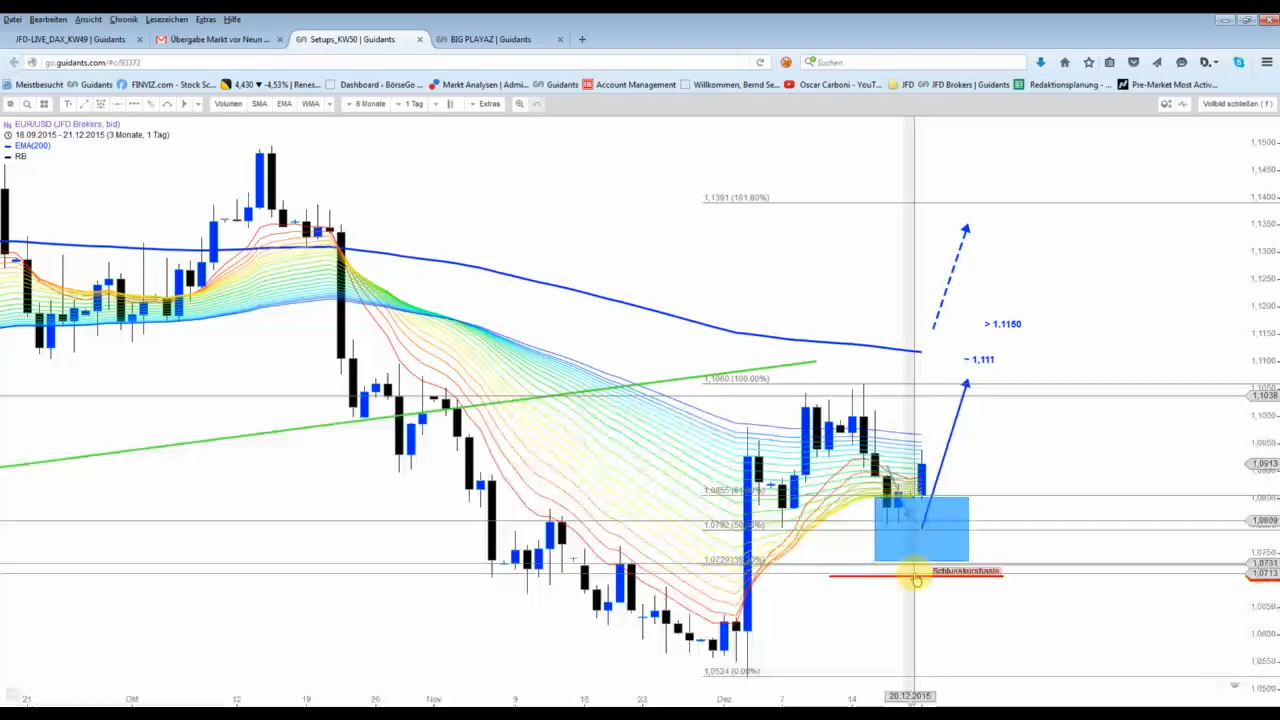 Datei Bearbeiten Ansicht Chronik Lesezeichen Extras Hilfe
JFD-LIVE_DAX_KW49 | Guidants × Übergabe Markt vor Neun ... × Setups_KW50 | Guidants × BIG PLAYAZ | Guidants × +
go.guidants.com/#c/93372 Suchen
Meistbesucht Guidants FINVIZ.com - Stock Sc... 4,430 ▼ -4,53% | Renes... Dashboard - BörseGo ... Markt Analysen | Admi... Guidants Account Management Willkommen, Bernd Se... Oscar Carboni - YouT... JFD JFD Brokers | Guidants Redaktionsplanung - ... Pre-Market Most Activ...
Volumen SMA EMA WMA 6 Monate 1 Tag Extras Vollbild schließen ( f )
EUR/USD (JFD Brokers, bid)
18.09.2015 - 21.12.2015 (3 Monate, 1 Tag)
EMA(200)
RB
1,1500
1,1450
1,1391 (161.80%)
1,1400
1,1350
1,1300
1,1250
1,1200
> 1.1150
1,1150
~ 1,111
1,1100
1,1060 (100.00%)
1,1050
1,1038
1,1000
1,0950
1,0913
1,0855
1,0850
1,0809
1,0792
1,0750
1,0729
1,0731
Schlusskursbasis
1,0713
1,0650
1,0600
1,0550
1,0524 (0.00%)
1,0500
21 Okt 12 19 26 Nov 9 16 23 Dez 7 14 20.12.2015